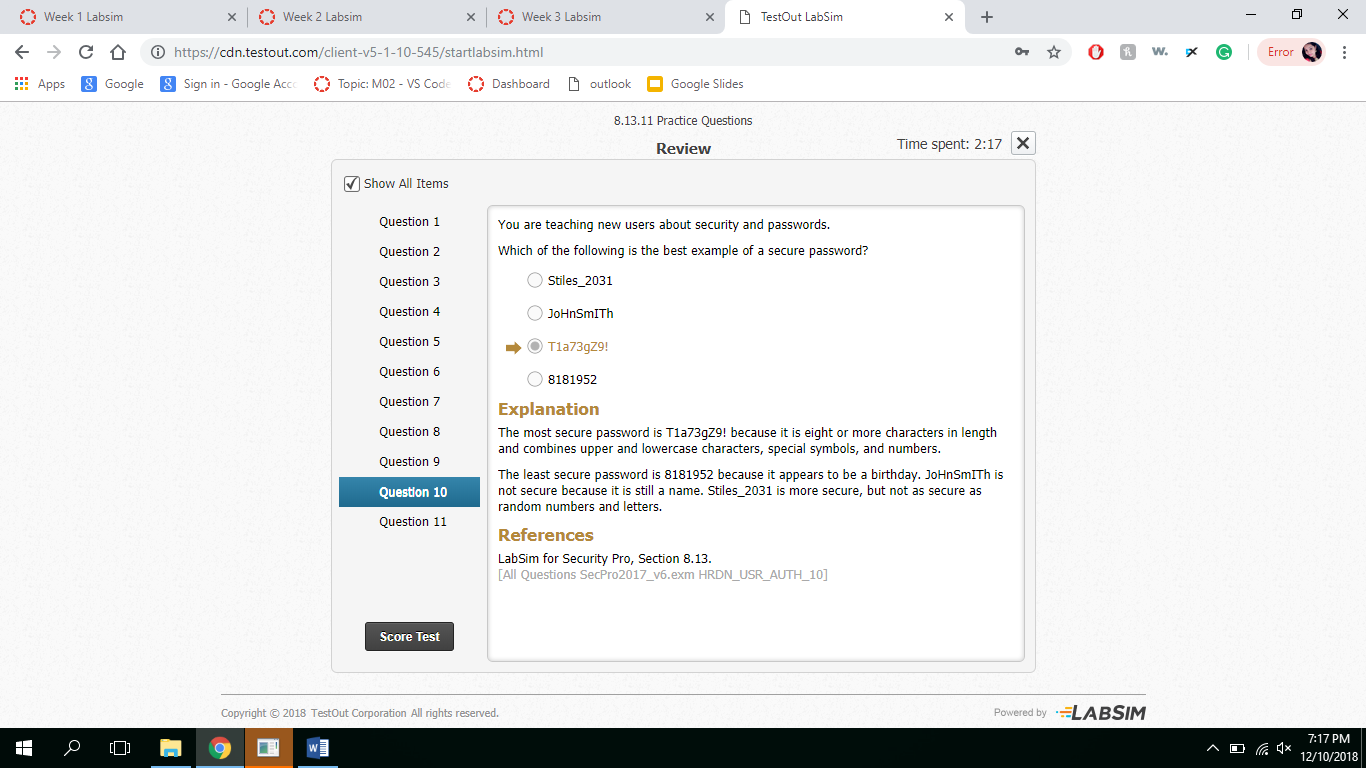 Week 1 Labsim
Week 2 Labsim
Week 3 Labsim
TestOut LabSim
https://cdn.testout.com/client-v5-1-10-545/startlabsim.html
Error
Apps
Google
Sign in - Google Acco
Topic: M02 - VS Code
Dashboard
outlook
Google Slides
8.13.11 Practice Questions
Review
Time spent: 2:17
Show All Items
Question 1
Question 2
Question 3
Question 4
Question 5
Question 6
Question 7
Question 8
Question 9
Question 10
Question 11
Score Test
You are teaching new users about security and passwords.
Which of the following is the best example of a secure password?
Stiles_2031
JoHnSmITh
T1a73gZ9!
8181952
Explanation
The most secure password is T1a73gZ9! because it is eight or more characters in length
and combines upper and lowercase characters, special symbols, and numbers.
The least secure password is 8181952 because it appears to be a birthday. JoHnSmITh is
not secure because it is still a name. Stiles_2031 is more secure, but not as secure as
random numbers and letters.
References
LabSim for Security Pro, Section 8.13.
[All Questions SecPro2017_v6.exm HRDN_USR_AUTH_10]
Copyright © 2018 TestOut Corporation All rights reserved.
Powered by LABSIM
7:17 PM
12/10/2018